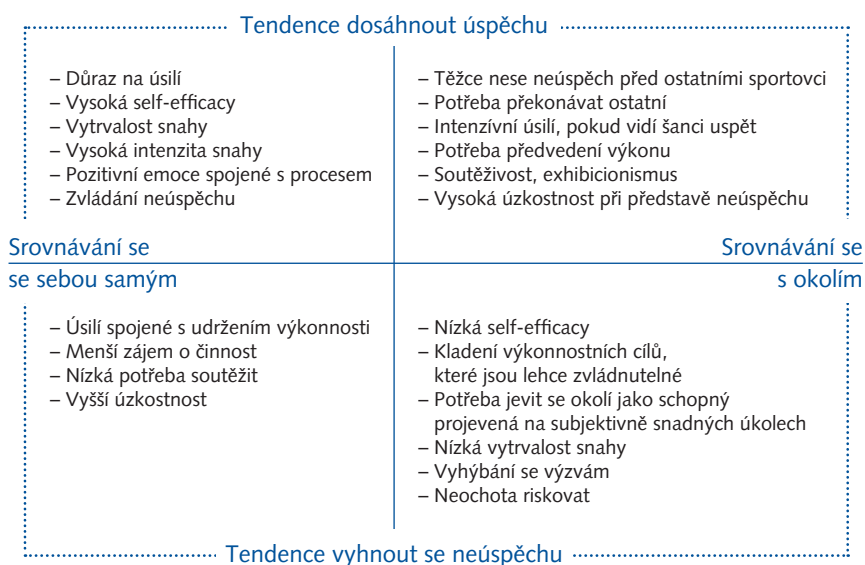 Tendence dosáhnout úspěchu
– Důraz na úsilí
– Vysoká self-efficacy
– Vytrvalost snahy
– Vysoká intenzita snahy
– Pozitivní emoce spojené s procesem
– Zvládání neúspěchu
– Těžce nese neúspěch před ostatními sportovci
– Potřeba překonávat ostatní
– Intenzívní úsilí, pokud vidí šanci uspět
– Potřeba předvedení výkonu
– Soutěživost, exhibicionismus
– Vysoká úzkostnost při představě neúspěchu
Srovnávání se
se sebou samým
Srovnávání se
s okolím
– Úsilí spojené s udržením výkonnosti
– Menší zájem o činnost
– Nízká potřeba soutěžit
– Vyšší úzkostnost
– Nízká self-efficacy
– Kladení výkonnostních cílů,
které jsou lehce zvládnutelné
– Potřeba jevit se okolí jako schopný
projevená na subjektivně snadných úkolech
– Nízká vytrvalost snahy
– Vyhýbání se výzvám
– Neochota riskovat
Tendence vyhnout se neúspěchu